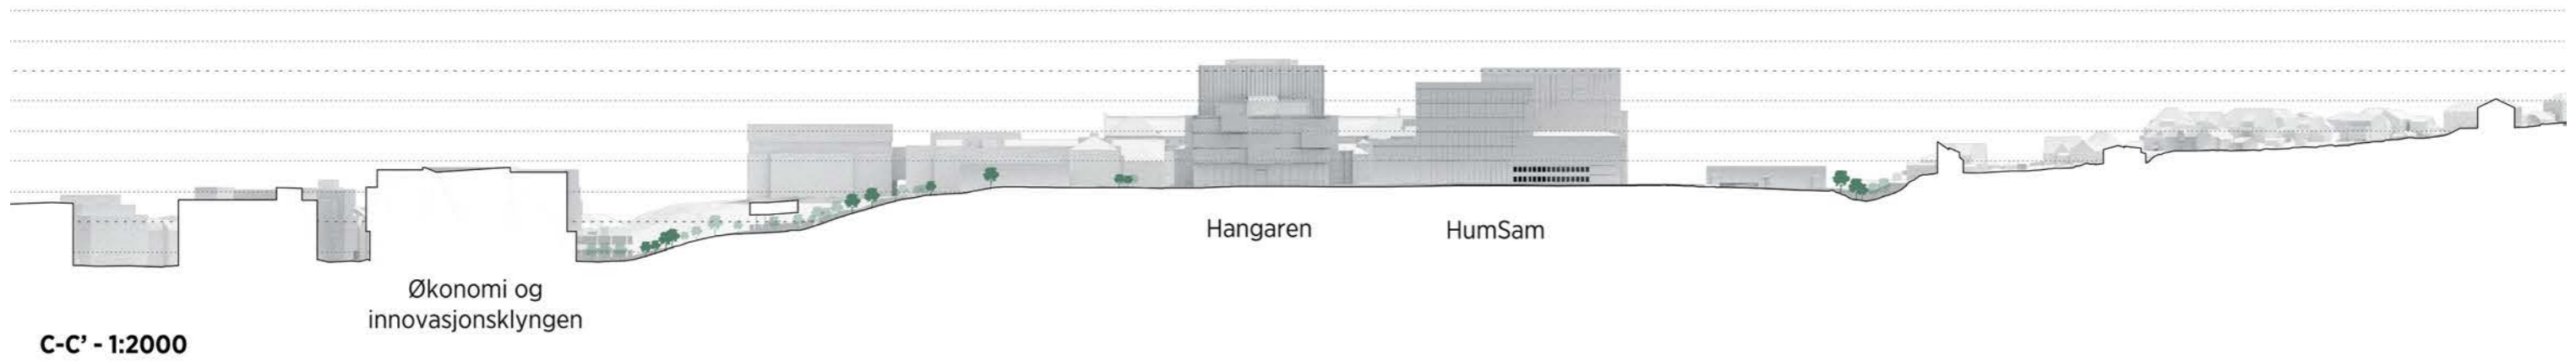 Hangaren
HumSam
Økonomi og
innovasjonsklyngen
C-C’ - 1:2000